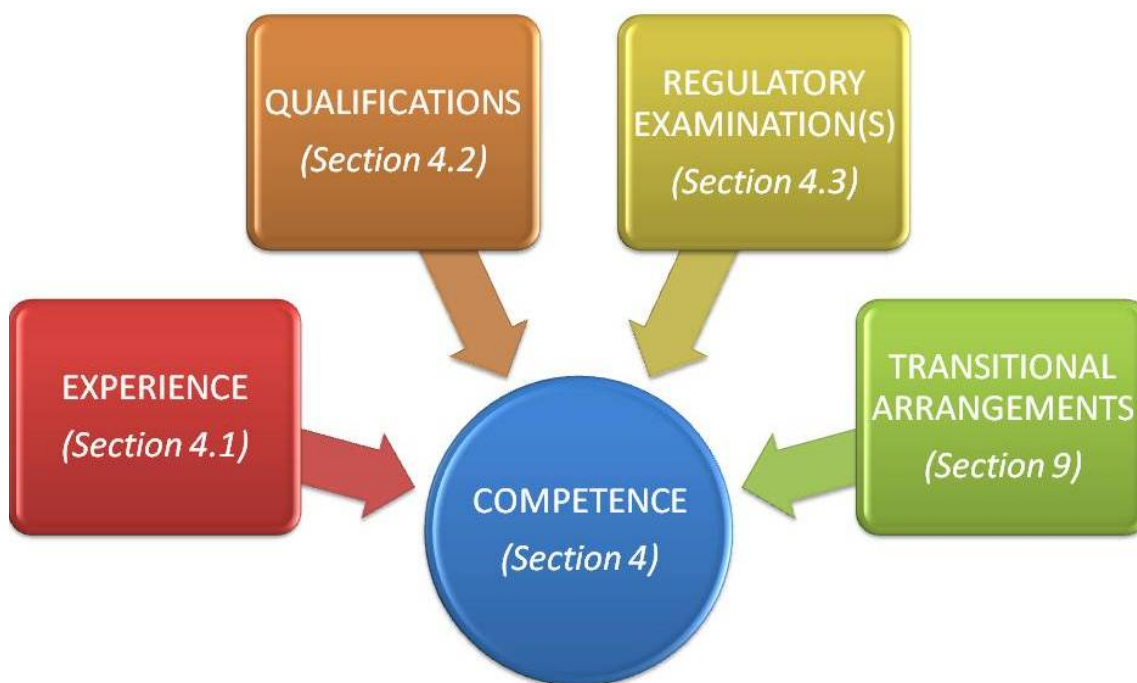 QUALIFICATIONS
(Section 4.2)
REGULATORY
EXAMINATION(S)
(Section 4.3)
EXPERIENCE
(Section 4.1)
TRANSITIONAL
ARRANGEMENTS
(Section 9)
COMPETENCE
(Section 4)